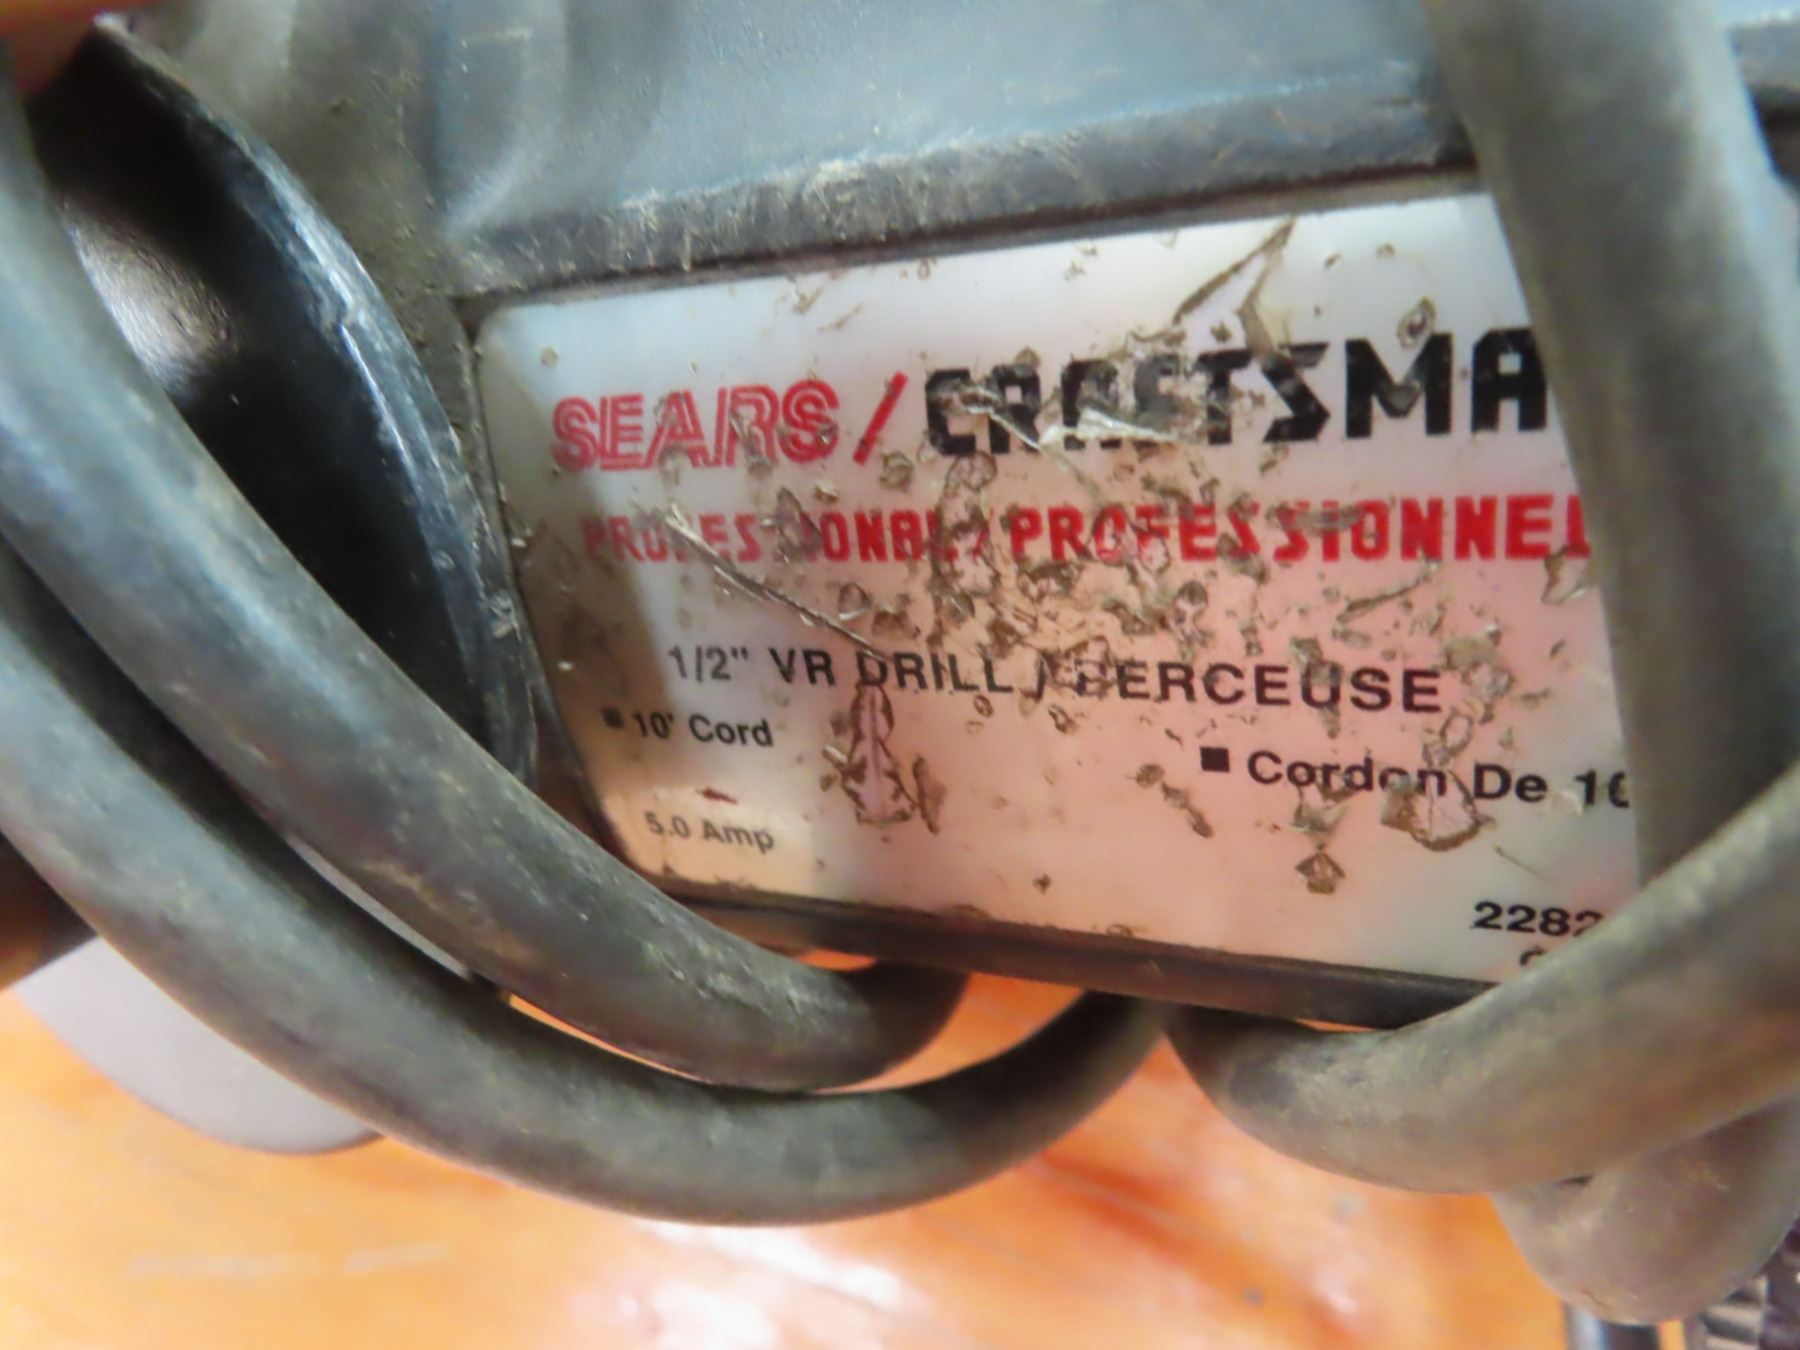 SEARS / CRAFTSMA
PROFESSIONAL / PROFESSIONNEL
1/2" VR DRILL / PERCEUSE
■ 10' Cord
■ Cordon De 10
5.0 Amp
2282